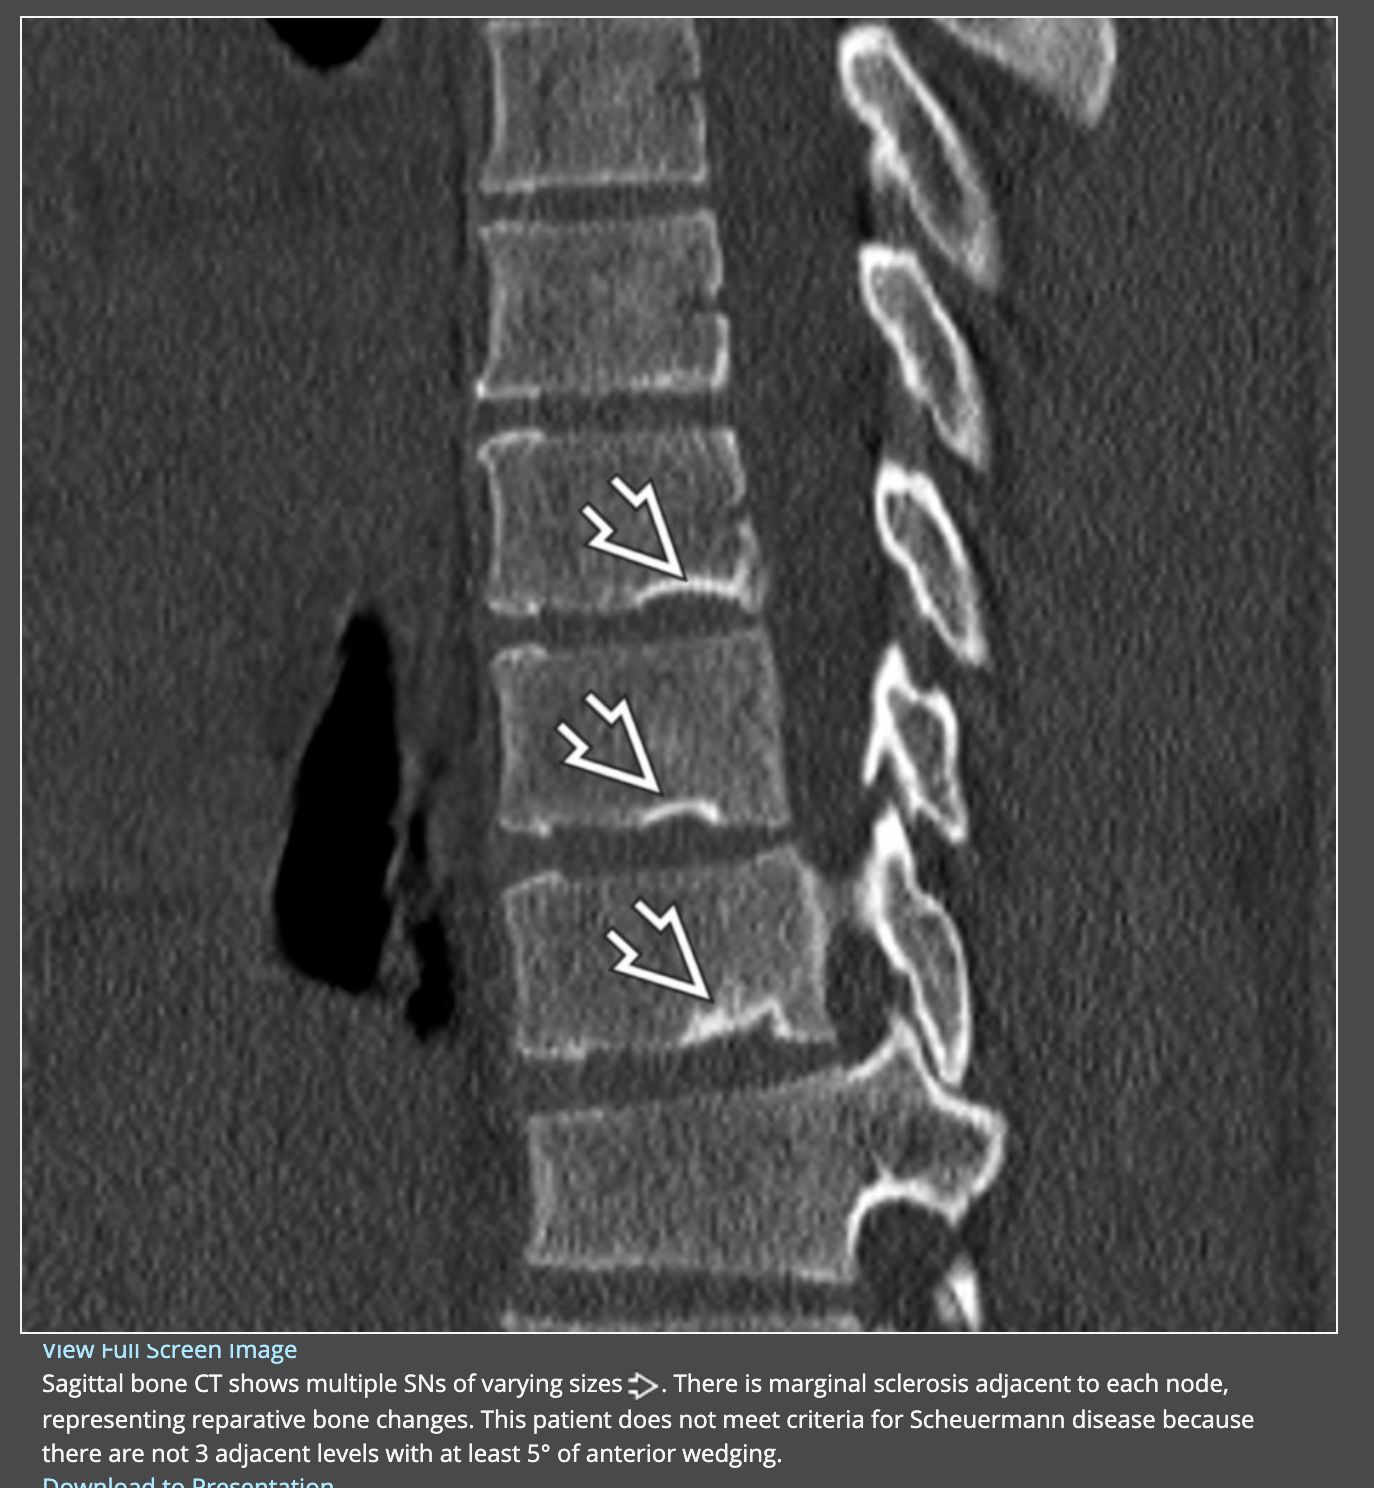 View Full Screen Image
Sagittal bone CT shows multiple SNs of varying sizes. There is marginal sclerosis adjacent to each node,
representing reparative bone changes. This patient does not meet criteria for Scheuermann disease because
there are not 3 adjacent levels with at least 5° of anterior wedging.
Download to Presentation